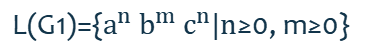 L(G1)={aⁿ bᵐ cⁿ|n≥0, m≥0}